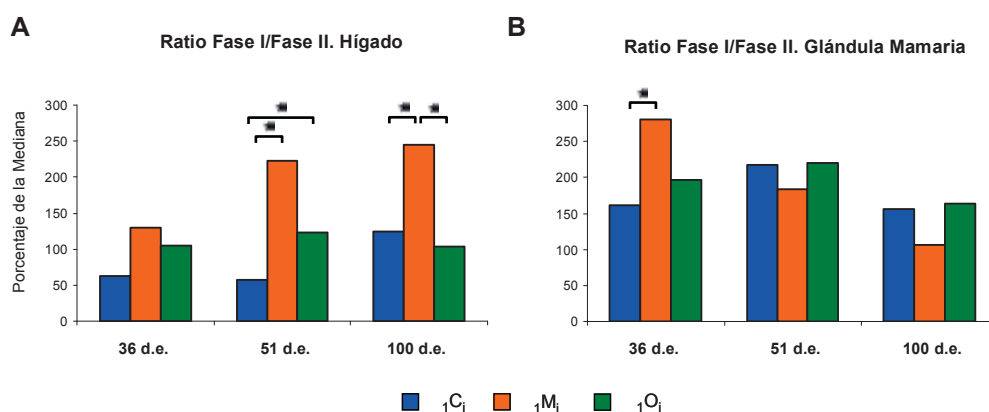 A
Ratio Fase I/Fase II. Hígado
Porcentaje de la Mediana
300
250
200
150
100
50
0
36 d.e.
51 d.e.
100 d.e.
B
Ratio Fase I/Fase II. Glándula Mamaria
300
250
200
150
100
50
0
36 d.e.
51 d.e.
100 d.e.
₁Cᵢ ₁Mᵢ ₁Oᵢ